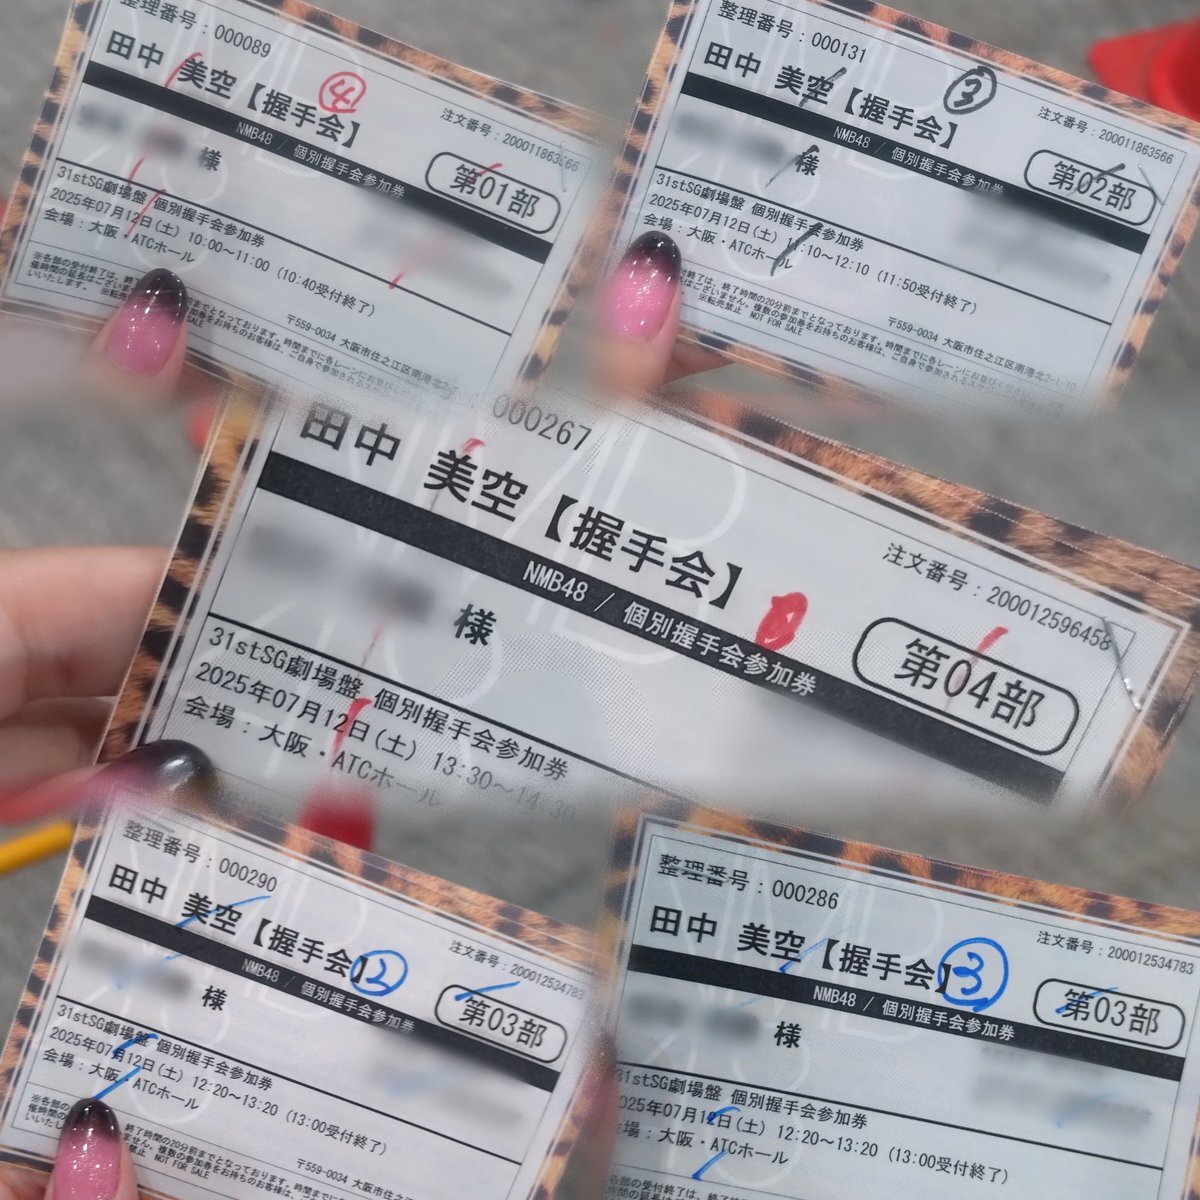 整理番号：000089
田中 美空【握手会】
④
注文番号：200011863566
NMB48 / 個別握手会参加券
様
第01部
31stSG劇場盤 個別握手会参加券
2025年07月12日(土) 10:00～11:00 (10:40受付終了)
会場：大阪・ATCホール
〒559-0034 大阪市住之江区南港北2-
NOT FOR SALE
整理番号：000131
田中 美空【握手会】
③
注文番号：200011863566
NMB48 / 個別握手会参加券
様
第02部
31stSG劇場盤 個別握手会参加券
2025年07月12日(土) 11:10～12:10 (11:50受付終了)
会場：大阪・ATCホール
〒559-0034 大阪市住之江区南港北2-1-10
※転売禁止 NOT FOR SALE
000267
田中 美空【握手会】
注文番号：200012596458
NMB48 / 個別握手会参加券
様
第04部
31stSG劇場盤 個別握手会参加券
2025年07月12日(土) 13:30～14:30
会場：大阪・ATCホール
整理番号：000290
田中 美空【握手会】
②
注文番号：200012534783
NMB48 / 個別握手会参加券
様
第03部
31stSG劇場盤 個別握手会参加券
2025年07月12日(土) 12:20～13:20 (13:00受付終了)
会場：大阪・ATCホール
〒559-0034
NOT FOR SALE
整理番号：000286
田中 美空【握手会】
③
注文番号：200012534783
NMB48 / 個別握手会参加券
様
第03部
31stSG劇場盤 個別握手会参加券
2025年07月12日(土) 12:20～13:20 (13:00受付終了)
場：大阪・ATCホール